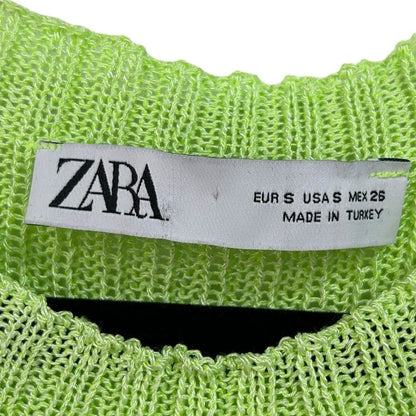 ZARA
EUR S USA S MEX 26
MADE IN TURKEY